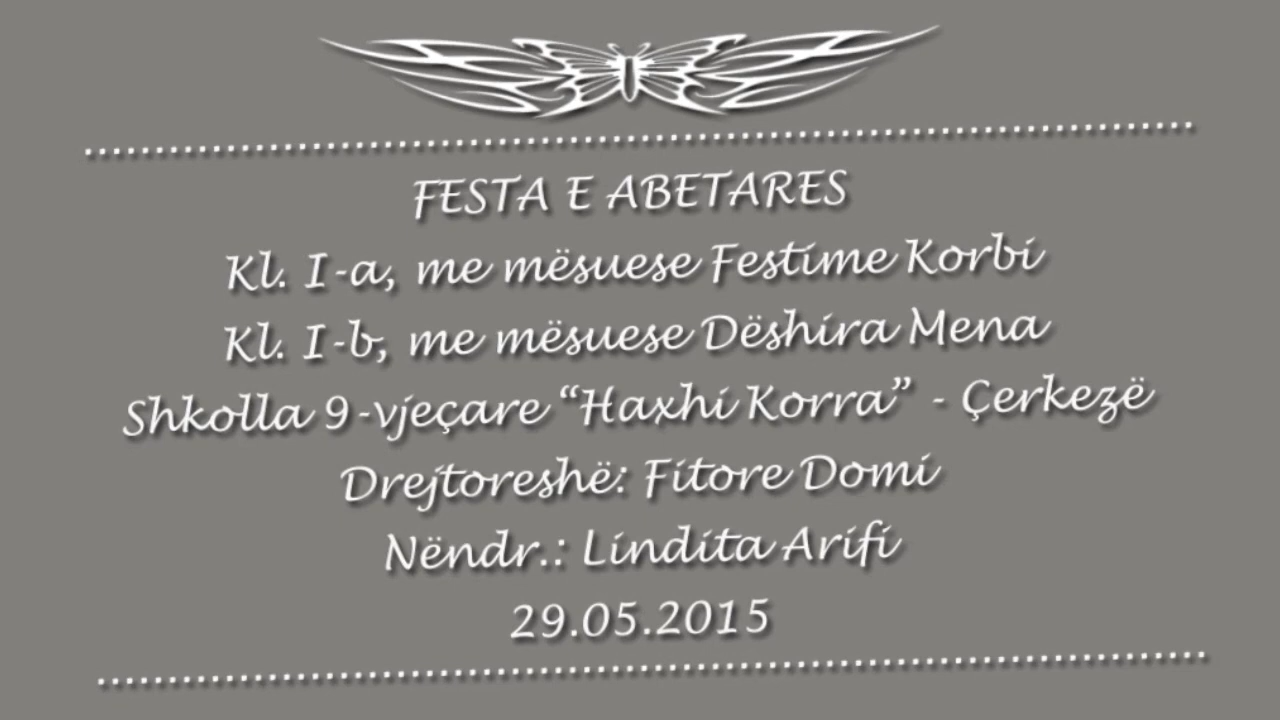 FESTA E ABETARES
Kl. I-a, me mësuese Festime Korbi
Kl. I-b, me mësuese Dëshira Mena
Shkolla 9-vjeçare “Haxhi Korra” - Çerkezë
Drejtoreshë: Fitore Domi
Nëndr.: Lindita Arifi
29.05.2015